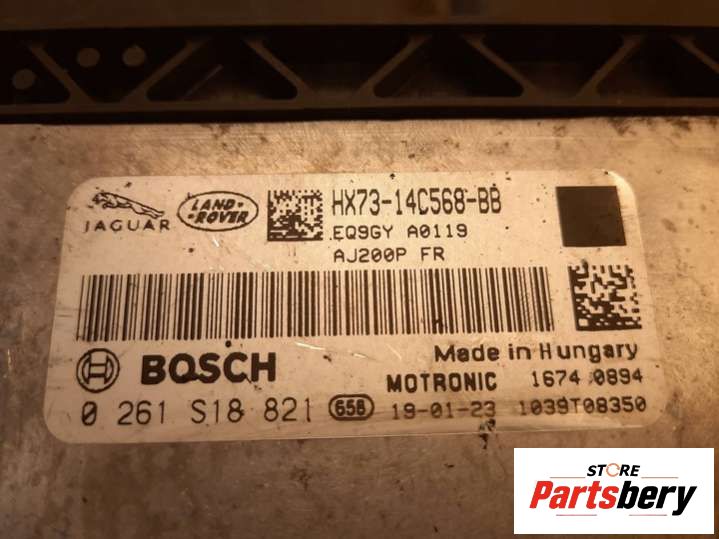 JAGUAR
LAND-
ROVER
HX73-14C568-BB
EQ9GY A0119
AJ200P FR
BOSCH
Made in Hungary
MOTRONIC 1674 0894
0 261 S18 821 658 19-01-23 1039T08350
STORE
Partsbery